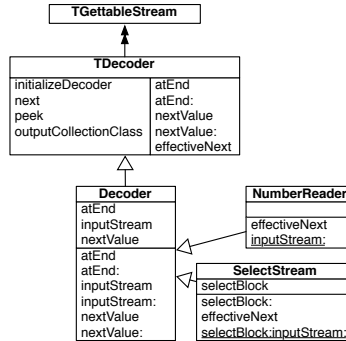 TGettableStream
TDecoder
initializeDecoder
next
peek
outputCollectionClass
atEnd
atEnd:
nextValue
nextValue:
effectiveNext
Decoder
atEnd
inputStream
nextValue
atEnd
atEnd:
inputStream
inputStream:
nextValue
nextValue:
NumberReader
effectiveNext
inputStream:
SelectStream
selectBlock
selectBlock:
effectiveNext
selectBlock:inputStream: